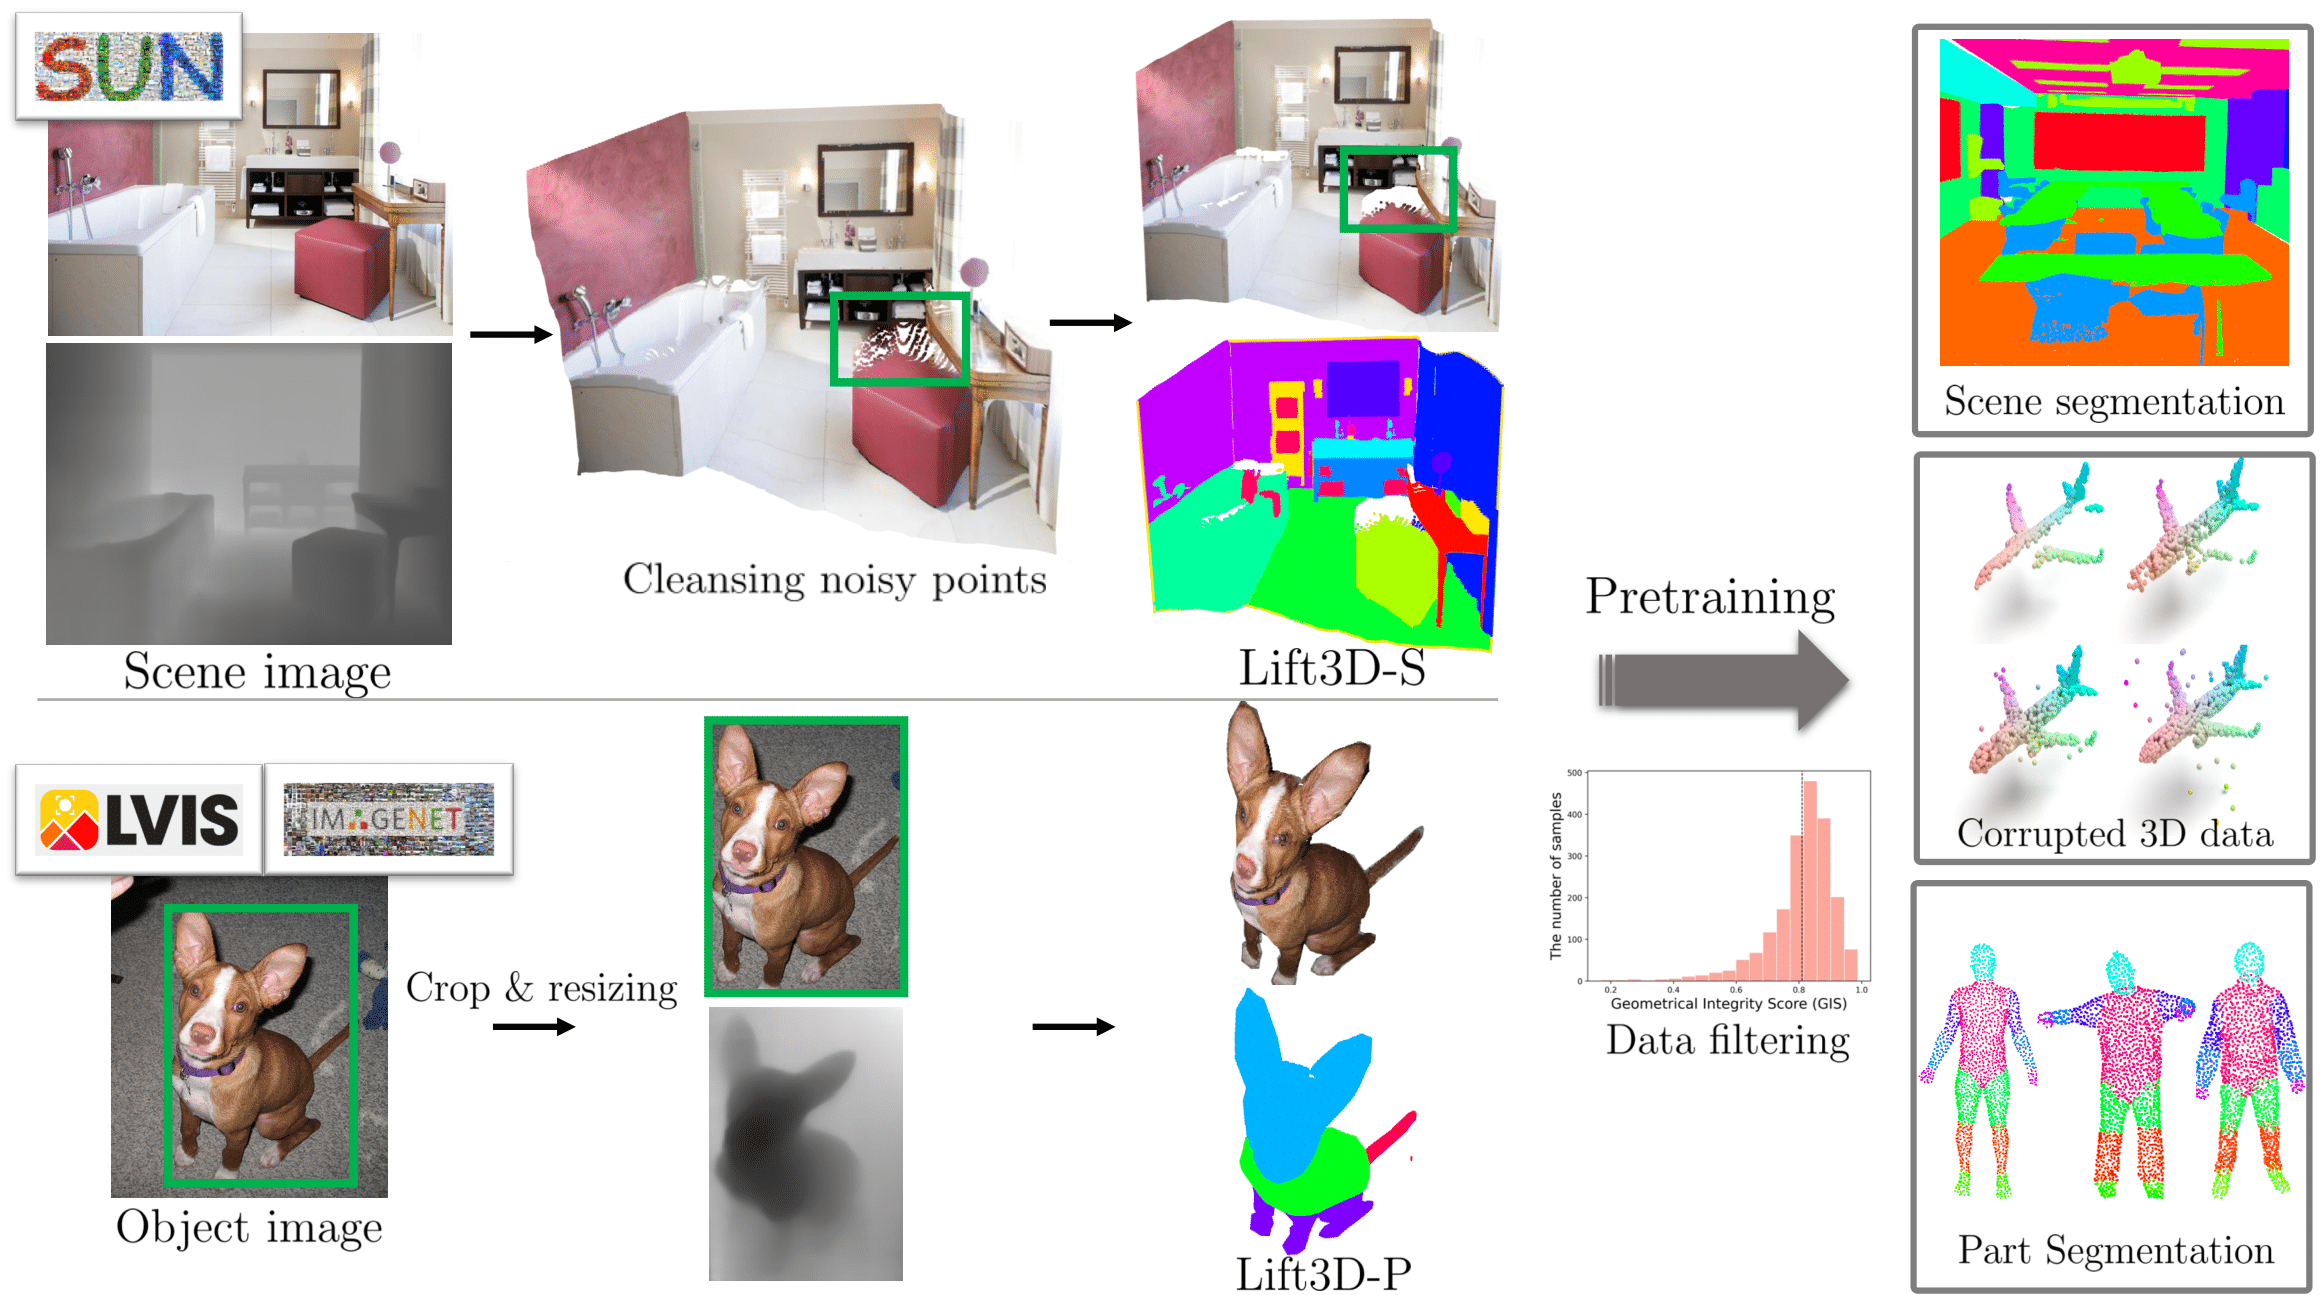 SUN
Scene image
Cleansing noisy points
Lift3D-S
LVIS
IMAGENET
Object image
Crop & resizing
Lift3D-P
Pretraining
500
400
300
200
100
0
The number of samples
0.2 0.4 0.6 0.8 1.0
Geometrical Integrity Score (GIS)
Data filtering
Scene segmentation
Corrupted 3D data
Part Segmentation